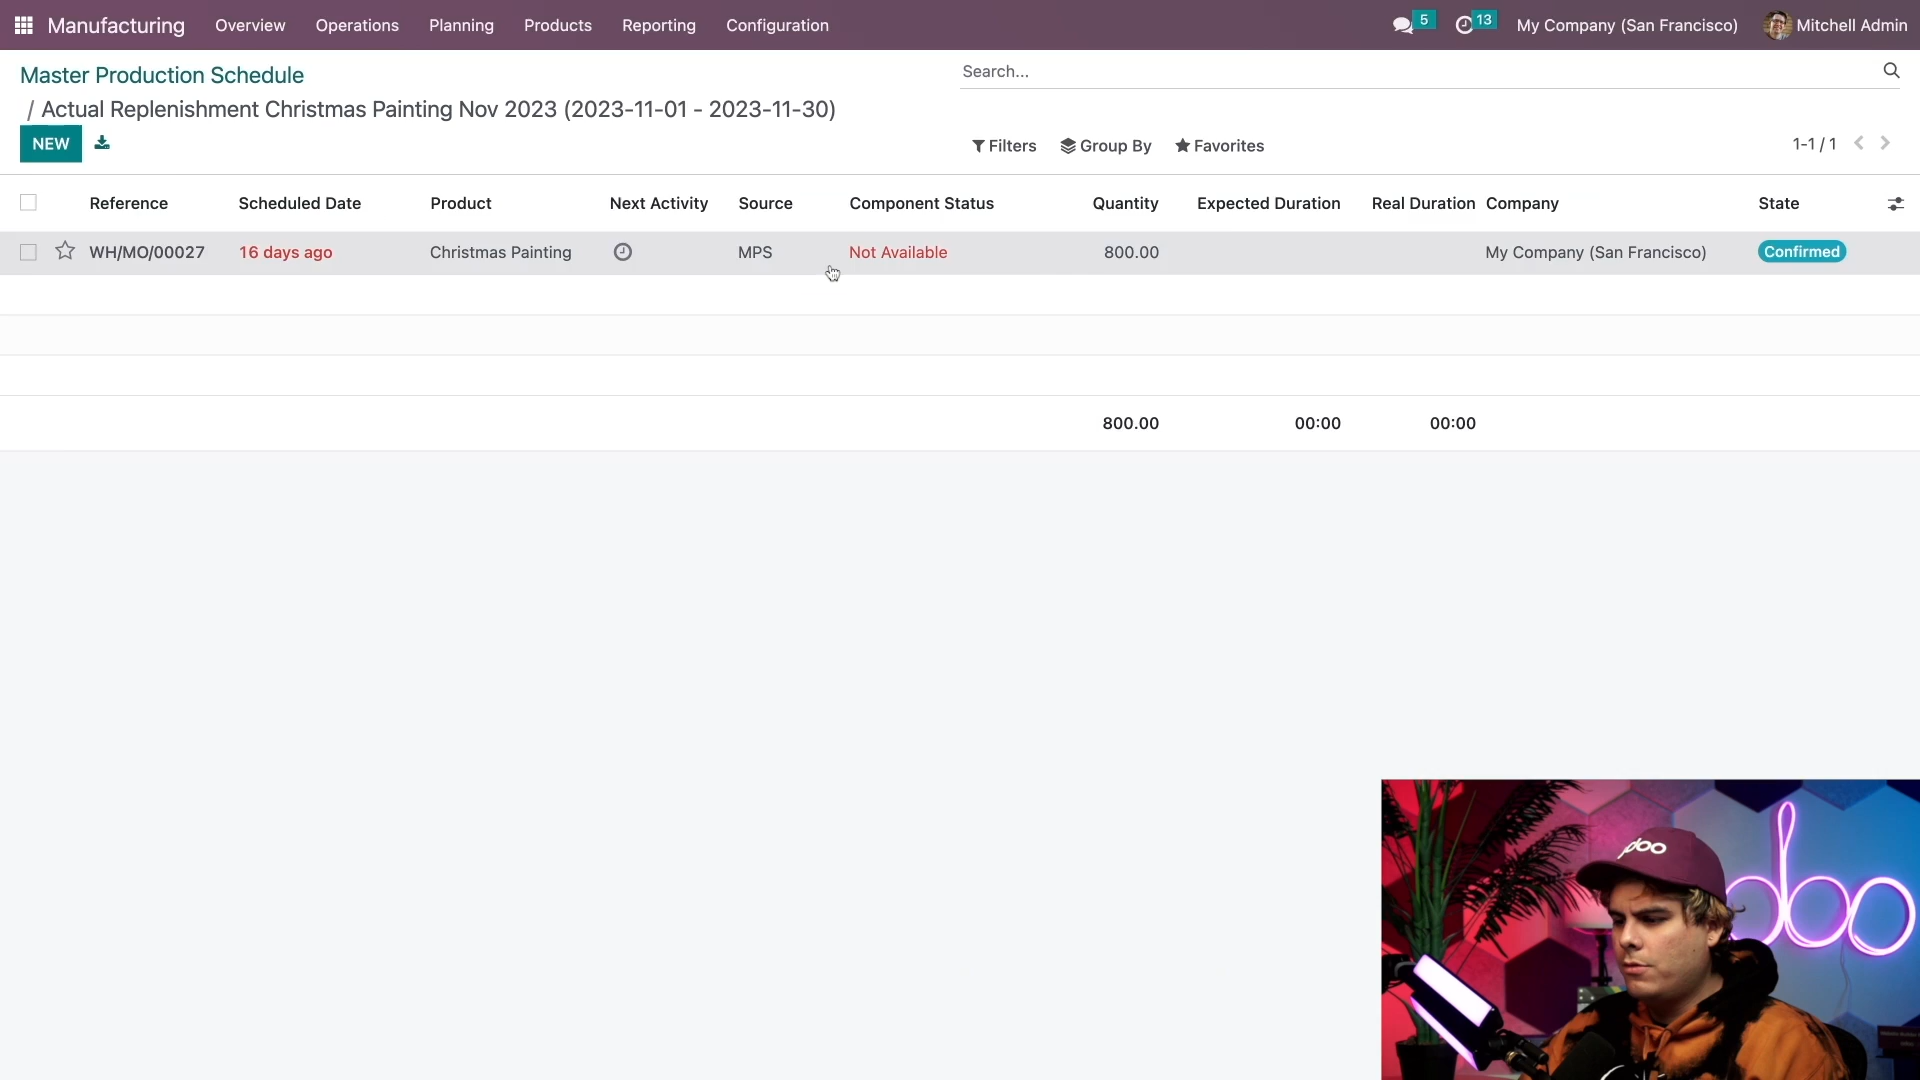 Manufacturing Overview Operations Planning Products Reporting Configuration 5 13 My Company (San Francisco) Mitchell Admin
Master Production Schedule
Search...
/ Actual Replenishment Christmas Painting Nov 2023 (2023-11-01 - 2023-11-30)
NEW Filters Group By Favorites 1-1 / 1
Reference Scheduled Date Product Next Activity Source Component Status Quantity Expected Duration Real Duration Company State
WH/MO/00027 16 days ago Christmas Painting MPS Not Available 800.00 My Company (San Francisco) Confirmed
800.00 00:00 00:00
odoo